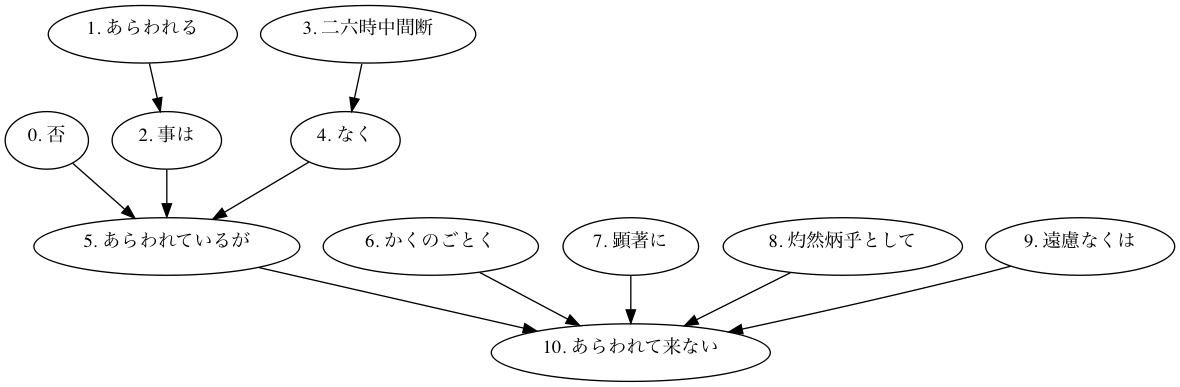 1. あらわれる
3. 二六時中間断
0. 否
2. 事は
4. なく
5. あらわれているが
6. かくのごとく
7. 顕著に
8. 灼然炳乎として
9. 遠慮なくは
10. あらわれて来ない